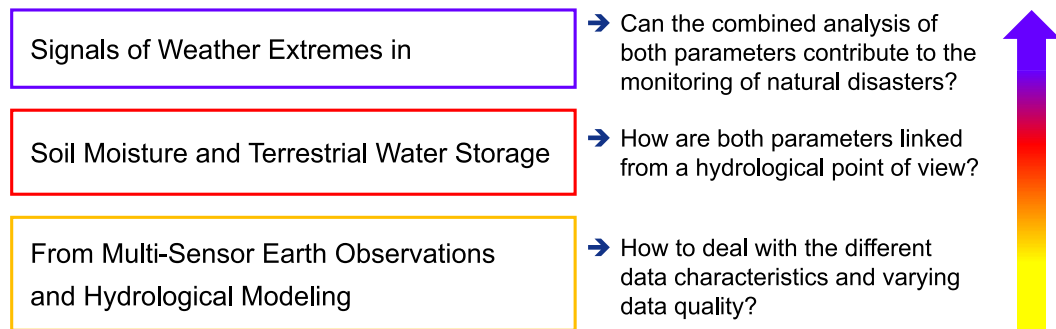 Signals of Weather Extremes in
➔ Can the combined analysis of
both parameters contribute to the
monitoring of natural disasters?
Soil Moisture and Terrestrial Water Storage
➔ How are both parameters linked
from a hydrological point of view?
From Multi-Sensor Earth Observations
and Hydrological Modeling
➔ How to deal with the different
data characteristics and varying
data quality?